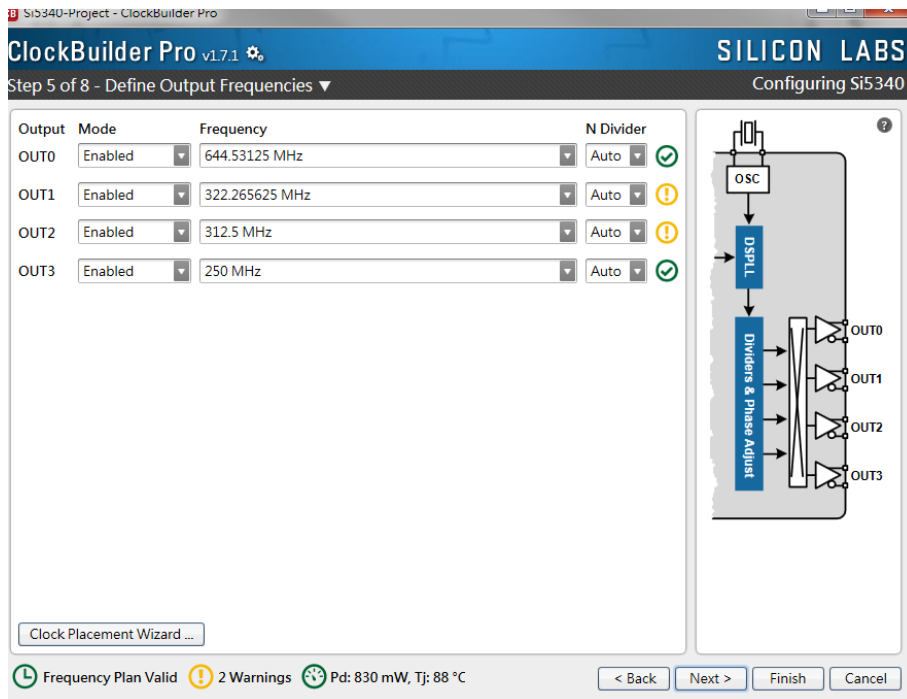 Si5340-Project - ClockBuilder Pro
ClockBuilder Pro v1.7.1
SILICON LABS
Step 5 of 8 - Define Output Frequencies ▼
Configuring Si5340
Output Mode Frequency N Divider
OUT0 Enabled 644.53125 MHz Auto
OUT1 Enabled 322.265625 MHz Auto
OUT2 Enabled 312.5 MHz Auto
OUT3 Enabled 250 MHz Auto
?
OSC
DSPLL
Dividers & Phase Adjust
OUT0
OUT1
OUT2
OUT3
Clock Placement Wizard ...
Frequency Plan Valid ! 2 Warnings Pd: 830 mW, Tj: 88 °C
< Back Next > Finish Cancel